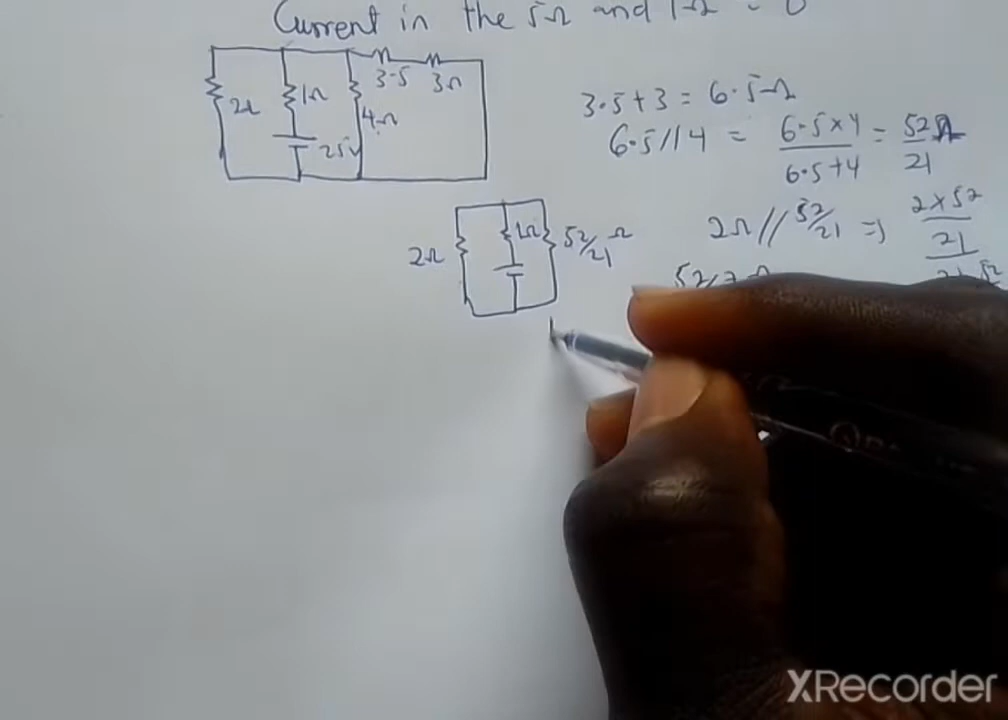 Current in the 5Ω and 1Ω = 0
2Ω
1Ω
25V
4Ω
3.5
3Ω
3.5 + 3 = 6.5Ω
6.5 // 4 = 6.5 x 4 / 6.5 + 4 = 52Ω / 21
2Ω // 52/21 => 2 x 52 / 21
2Ω
1Ω
52/21 Ω
XRecorder